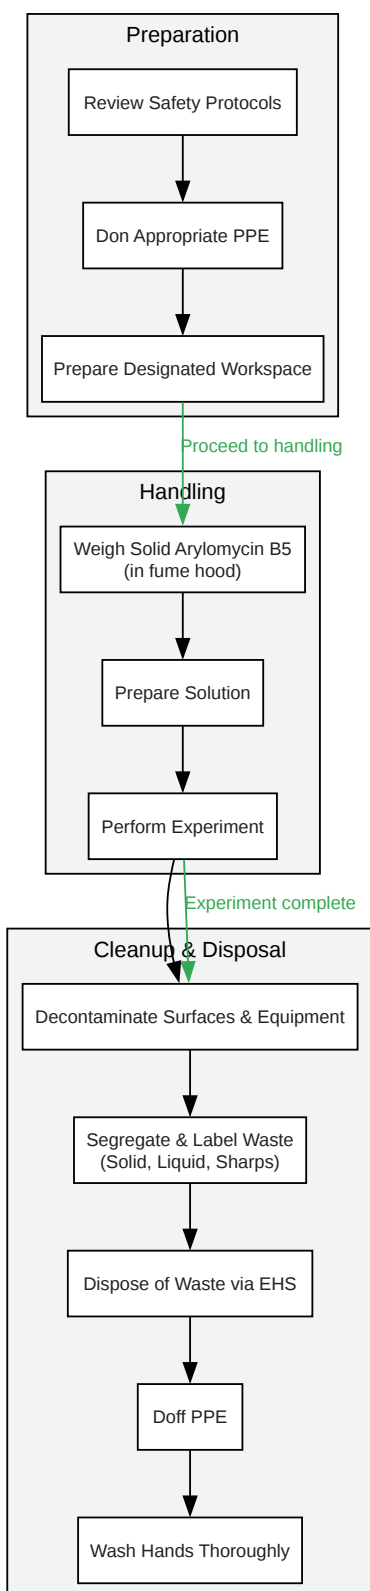 Preparation
Review Safety Protocols
Don Appropriate PPE
Prepare Designated Workspace
Proceed to handling
Handling
Weigh Solid Arylomycin B5
(in fume hood)
Prepare Solution
Perform Experiment
Experiment complete
Cleanup & Disposal
Decontaminate Surfaces & Equipment
Segregate & Label Waste
(Solid, Liquid, Sharps)
Dispose of Waste via EHS
Doff PPE
Wash Hands Thoroughly